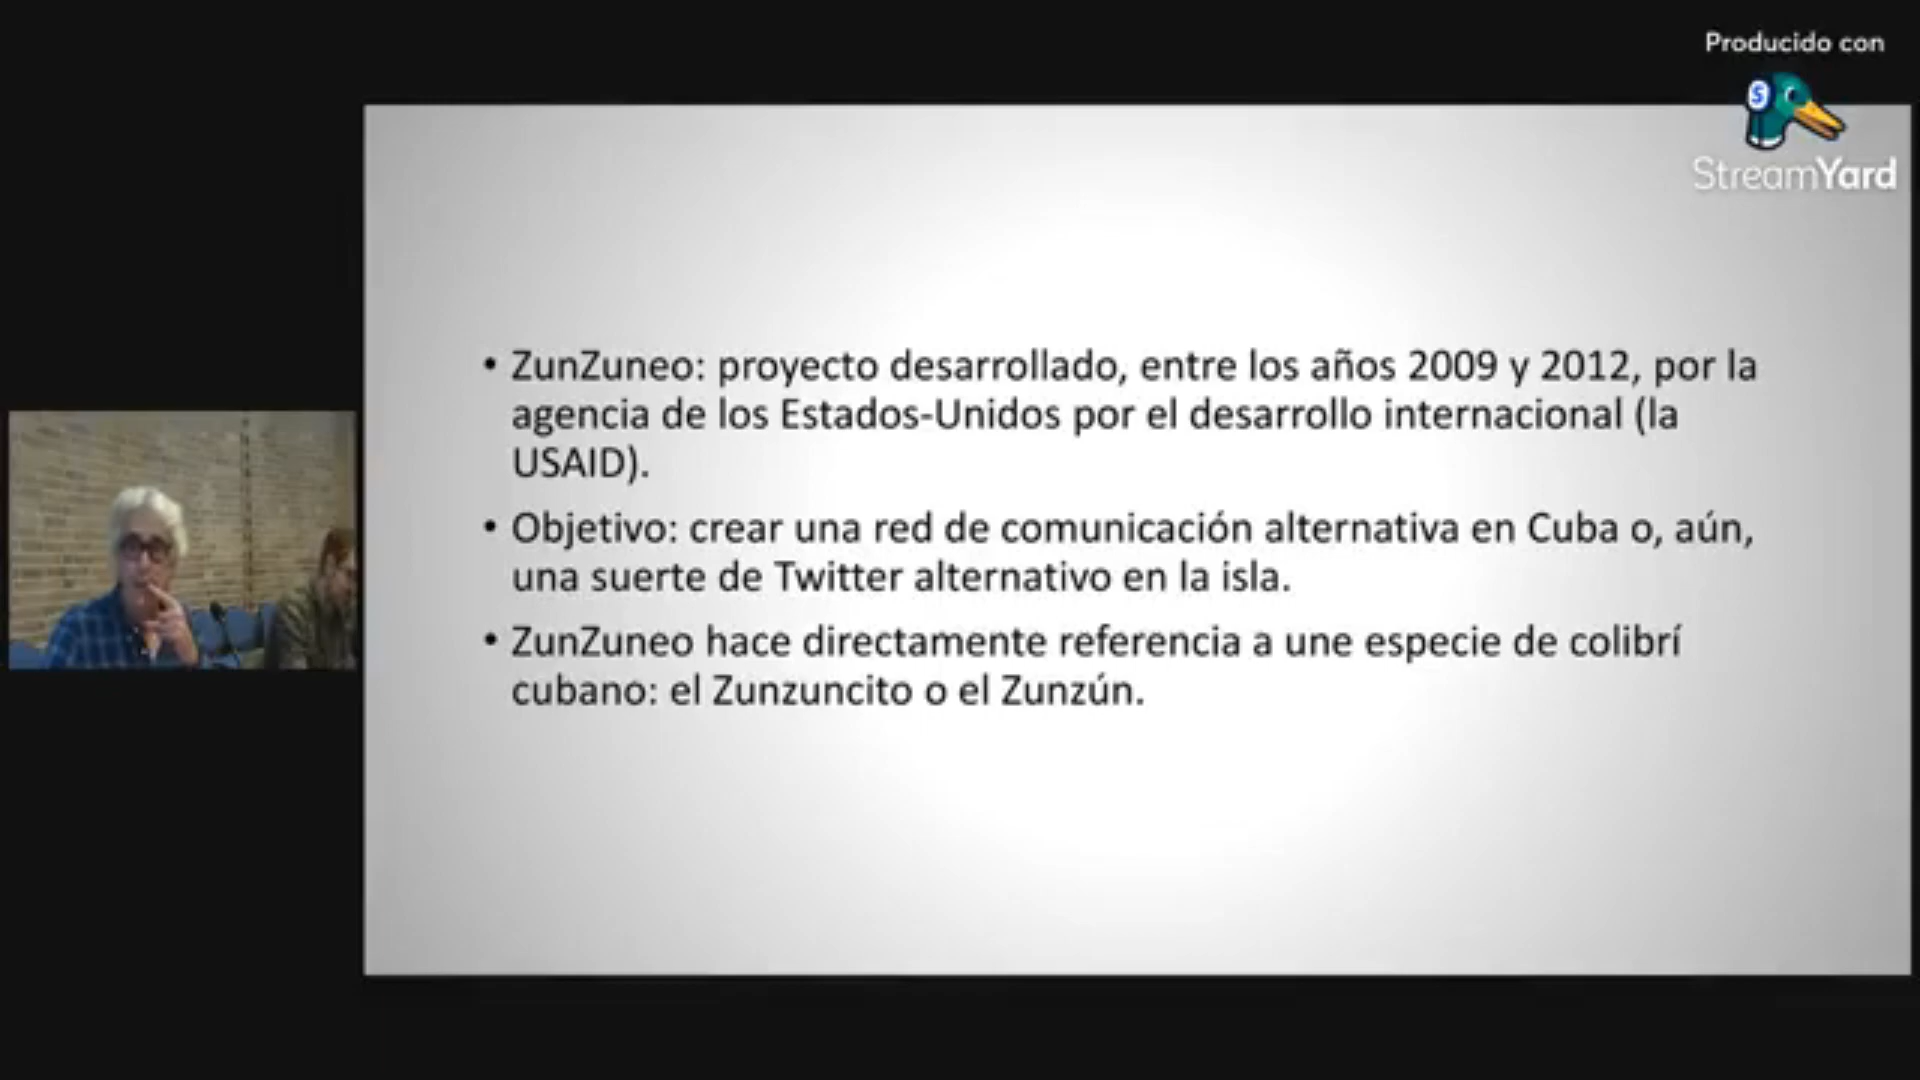 Producido con
StreamYard
• ZunZuneo: proyecto desarrollado, entre los años 2009 y 2012, por la
agencia de los Estados-Unidos por el desarrollo internacional (la
USAID).
• Objetivo: crear una red de comunicación alternativa en Cuba o, aún,
una suerte de Twitter alternativo en la isla.
• ZunZuneo hace directamente referencia a une especie de colibrí
cubano: el Zunzuncito o el Zunzún.